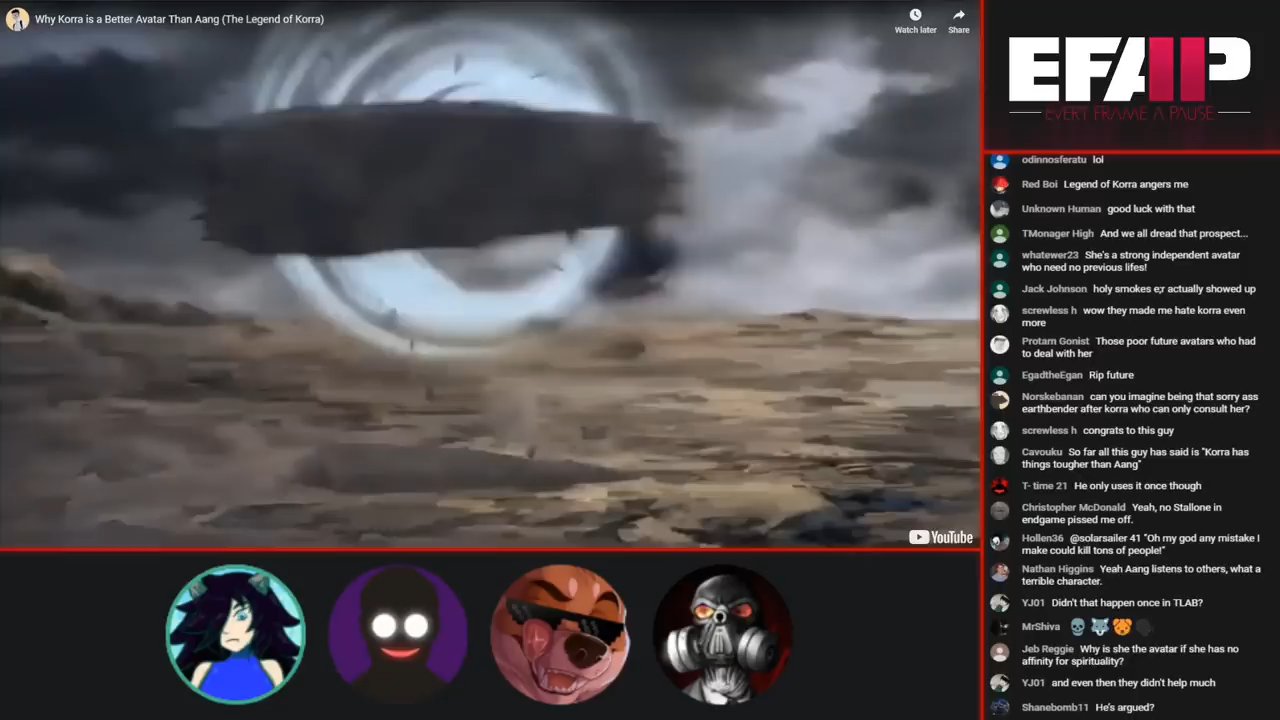 Why Korra is a Better Avatar Than Aang (The Legend of Korra)
Watch later
Share
EFAP
EVERY FRAME A PAUSE
odinnosferatu lol
Red Boi Legend of Korra angers me
Unknown Human good luck with that
TMonager High And we all dread that prospect...
whatewer23 She's a strong independent avatar
who need no previous lifes!
Jack Johnson holy smokes e;r actually showed up
screwless h wow they made me hate korra even
more
Protam Gonist Those poor future avatars who had
to deal with her
EgadtheEgan Rip future
Norskebanan can you imagine being that sorry ass
earthbender after korra who can only consult her?
screwless h congrats to this guy
Cavouku So far all this guy has said is "Korra has
things tougher than Aang"
T- time 21 He only uses it once though
Christopher McDonald Yeah, no Stallone in
endgame pissed me off.
Hollen36 @solarsailer 41 "Oh my god any mistake I
make could kill tons of people!"
Nathan Higgins Yeah Aang listens to others, what a
terrible character.
YJ01 Didn't that happen once in TLAB?
MrShiva
Jeb Reggie Why is she the avatar if she has no
affinity for spirituality?
YJ01 and even then they didn't help much
Shanebomb11 He's argued?
YouTube